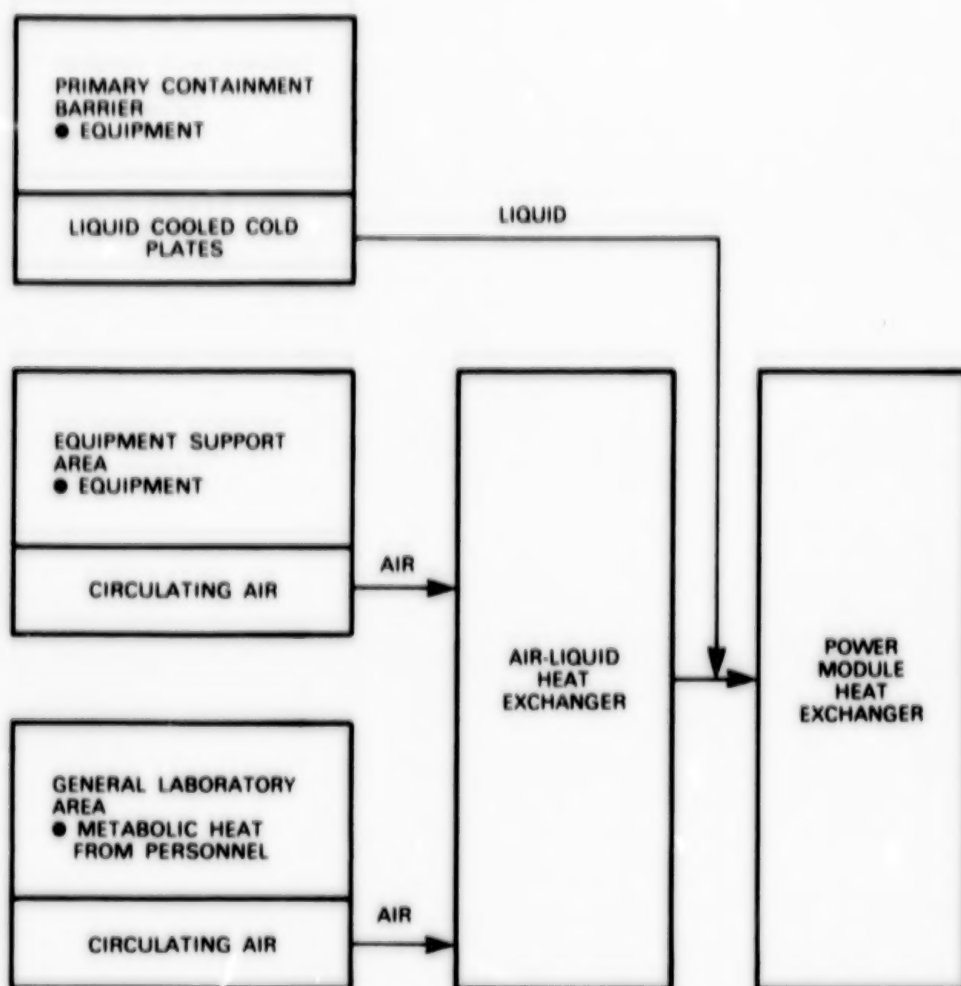 PRIMARY CONTAINMENT
BARRIER
● EQUIPMENT
LIQUID COOLED COLD
PLATES
LIQUID
EQUIPMENT SUPPORT
AREA
● EQUIPMENT
CIRCULATING AIR
AIR
GENERAL LABORATORY
AREA
● METABOLIC HEAT
FROM PERSONNEL
CIRCULATING AIR
AIR
AIR-LIQUID
HEAT
EXCHANGER
POWER
MODULE
HEAT
EXCHANGER